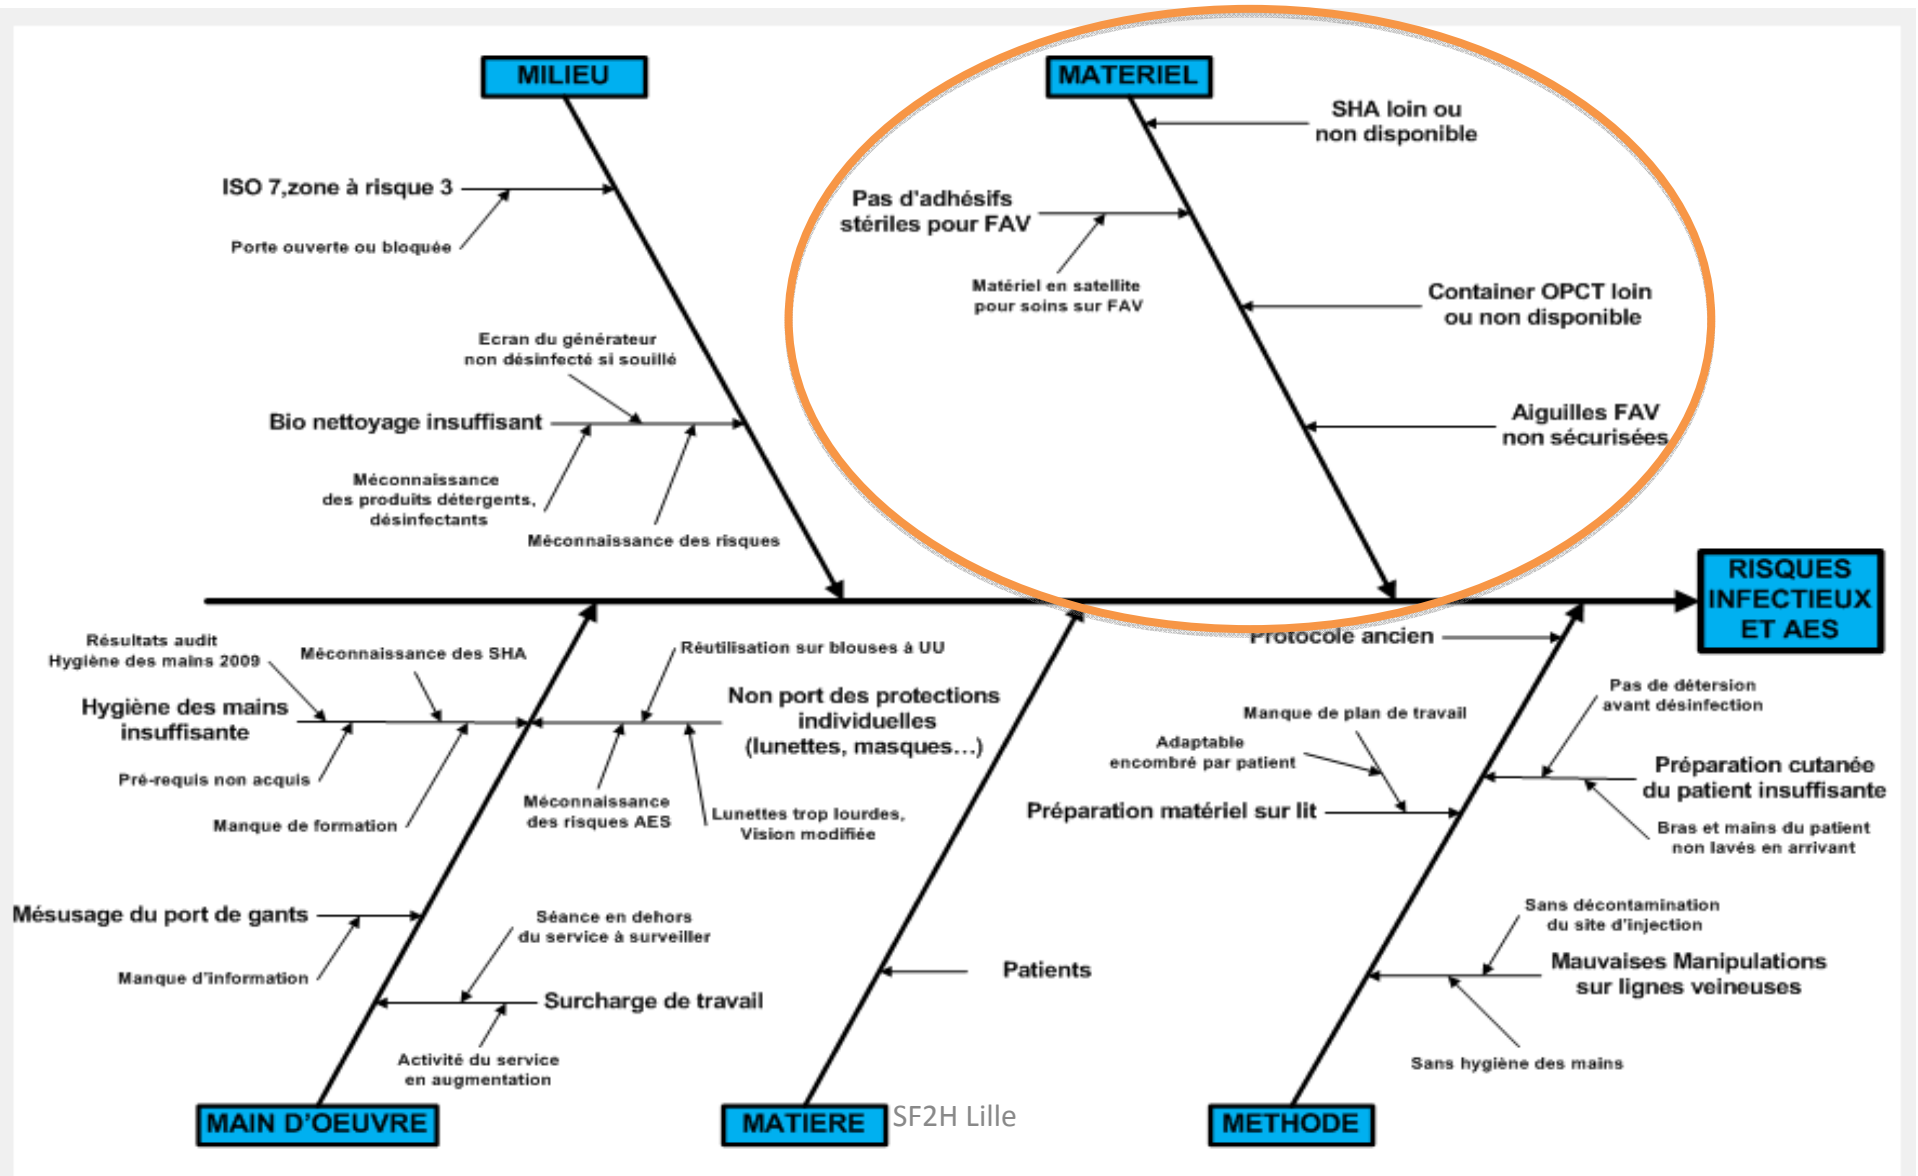 MILIEU
MATERIEL
SHA loin ou
non disponible
ISO 7,zone à risque 3
Porte ouverte ou bloquée
Pas d'adhésifs
stériles pour FAV
Matériel en satellite
pour soins sur FAV
Container OPCT loin
ou non disponible
Ecran du générateur
non désinfecté si souillé
Bio nettoyage insuffisant
Aiguilles FAV
non sécurisées
Méconnaissance
des produits détergents,
désinfectants
Méconnaissance des risques
RISQUES
INFECTIEUX
ET AES
Résultats audit
Hygiène des mains 2009
Méconnaissance des SHA
Réutilisation sur blouses à UU
Protocole ancien
Hygiène des mains
insuffisante
Non port des protections
individuelles
(lunettes, masques...)
Pas de détersion
avant désinfection
Manque de plan de travail
Adaptable
encombré par patient
Pré-requis non acquis
Préparation cutanée
du patient insuffisante
Manque de formation
Méconnaissance
des risques AES
Lunettes trop lourdes,
Vision modifiée
Préparation matériel sur lit
Bras et mains du patient
non lavés en arrivant
Mésusage du port de gants
Manque d'information
Séance en dehors
du service à surveiller
Surcharge de travail
Activité du service
en augmentation
Patients
Sans décontamination
du site d'injection
Mauvaises Manipulations
sur lignes veineuses
Sans hygiène des mains
MAIN D'OEUVRE
MATIERE
SF2H Lille
METHODE